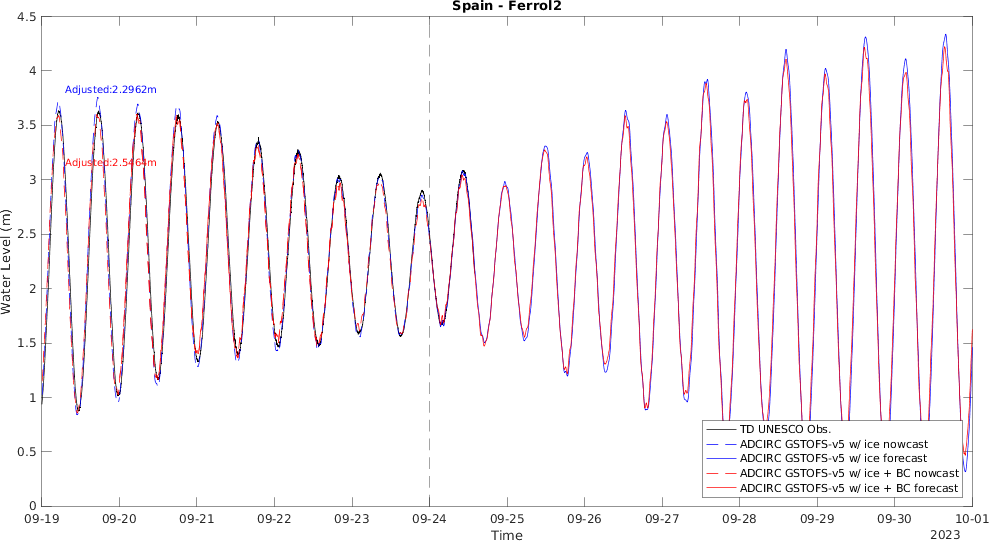 Spain - Ferrol2
4.5
4
3.5
3
2.5
2
1.5
1
0.5
0
Water Level (m)
Adjusted:2.2962m
Adjusted:2.5464m
TD UNESCO Obs.
ADCIRC GSTOFS-v5 w/ ice nowcast
ADCIRC GSTOFS-v5 w/ ice forecast
ADCIRC GSTOFS-v5 w/ ice + BC nowcast
ADCIRC GSTOFS-v5 w/ ice + BC forecast
09-19 09-20 09-21 09-22 09-23 09-24 09-25 09-26 09-27 09-28 09-29 09-30 10-01
Time
2023